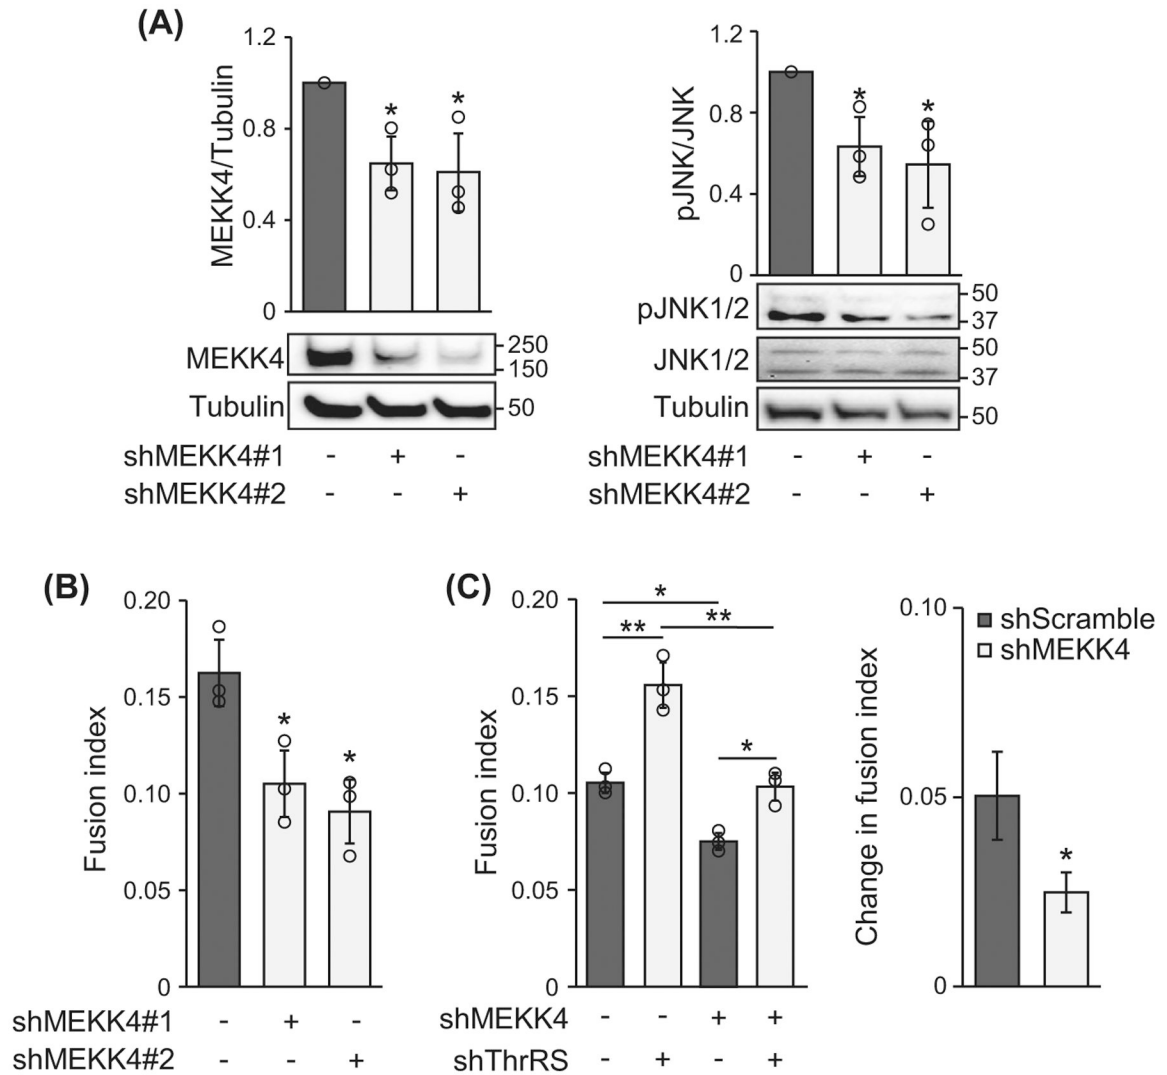 (A)
MEKK4/Tubulin
1.2
0.8
0.4
0
* *
MEKK4
250
150
Tubulin
50
shMEKK4#1 - + -
shMEKK4#2 - - +
pJNK/JNK
1.2
0.8
0.4
0
* *
pJNK1/2
50
37
JNK1/2
50
37
Tubulin
50
shMEKK4#1 - + -
shMEKK4#2 - - +
(B)
Fusion index
0.20
0.15
0.10
0.05
0
* *
shMEKK4#1 - + -
shMEKK4#2 - - +
(C)
Fusion index
0.20
0.15
0.10
0.05
0
*
** **
*
shMEKK4 - - + +
shThrRS - + - +
Change in fusion index
0.10
0.05
0
shScramble
shMEKK4
*